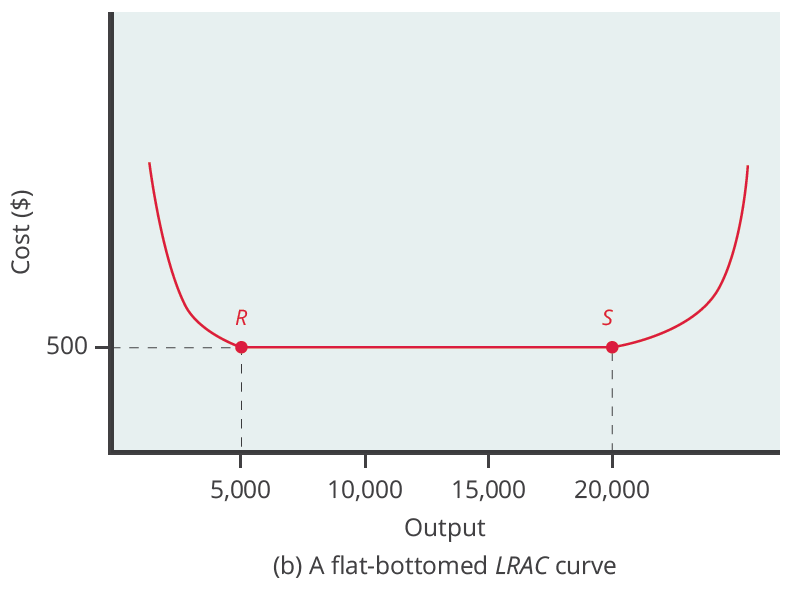 Cost ($)
R
S
500
5,000 10,000 15,000 20,000
Output
(b) A flat-bottomed LRAC curve